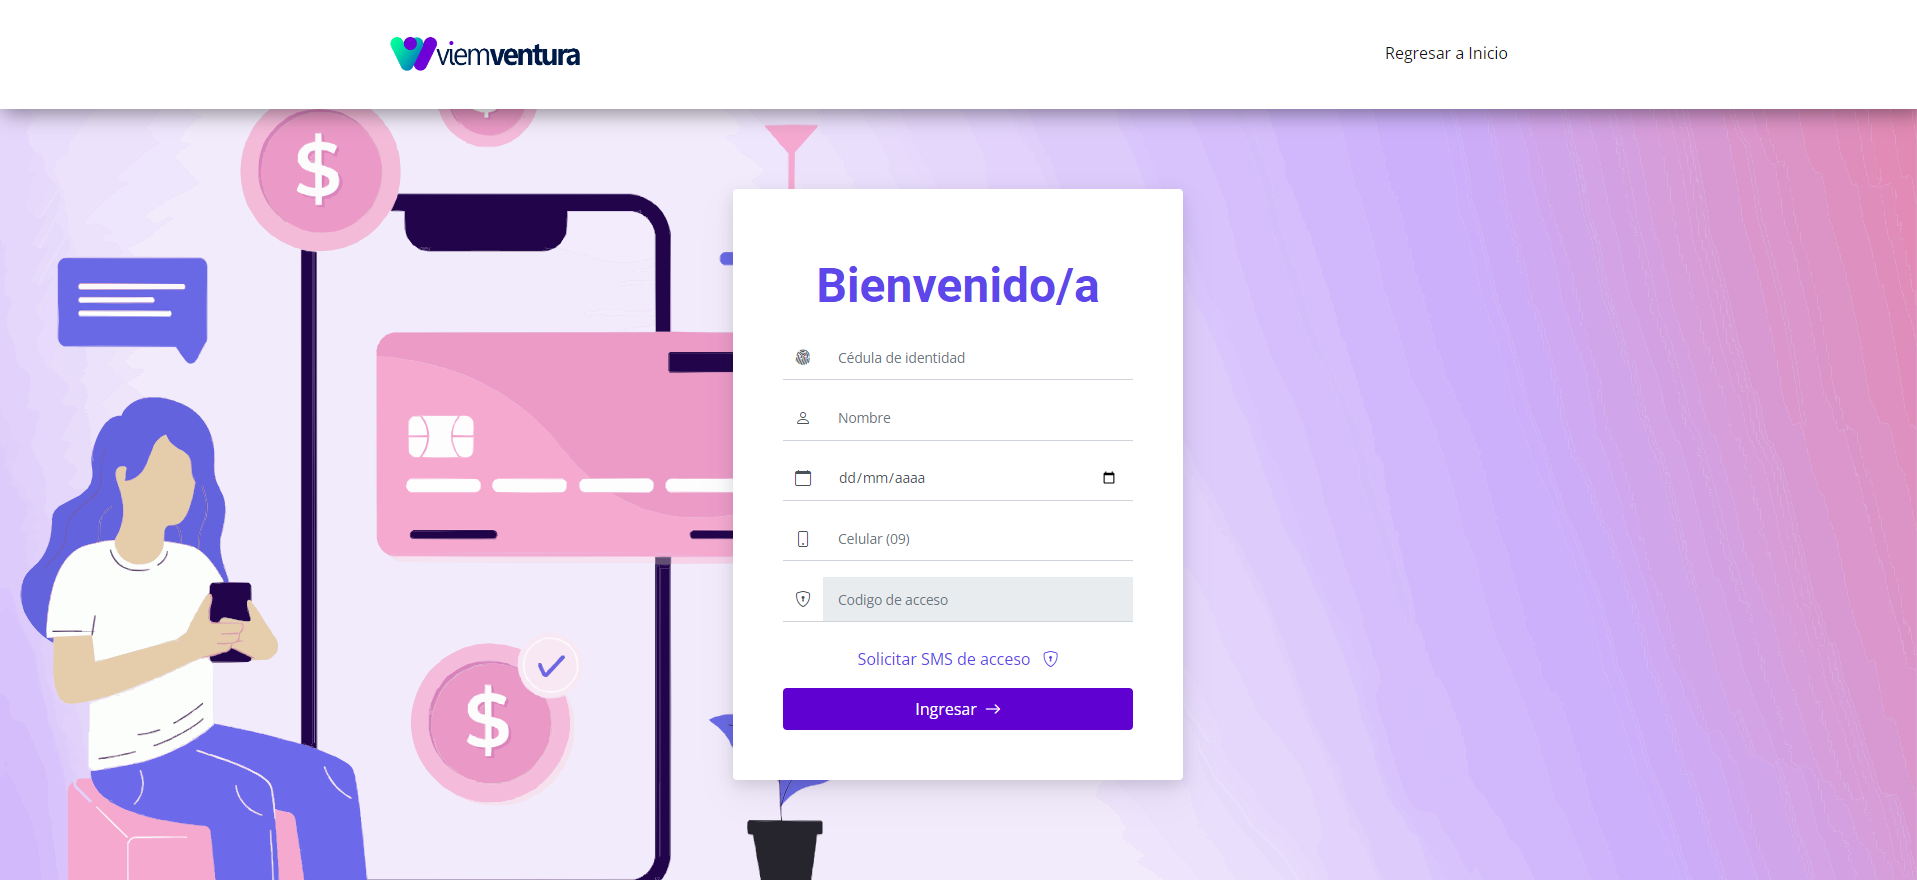 viemventura
Regresar a Inicio
$
$
Bienvenido/a
Cédula de identidad
Nombre
dd/mm/aaaa
Celular (09)
Codigo de acceso
Solicitar SMS de acceso
Ingresar →